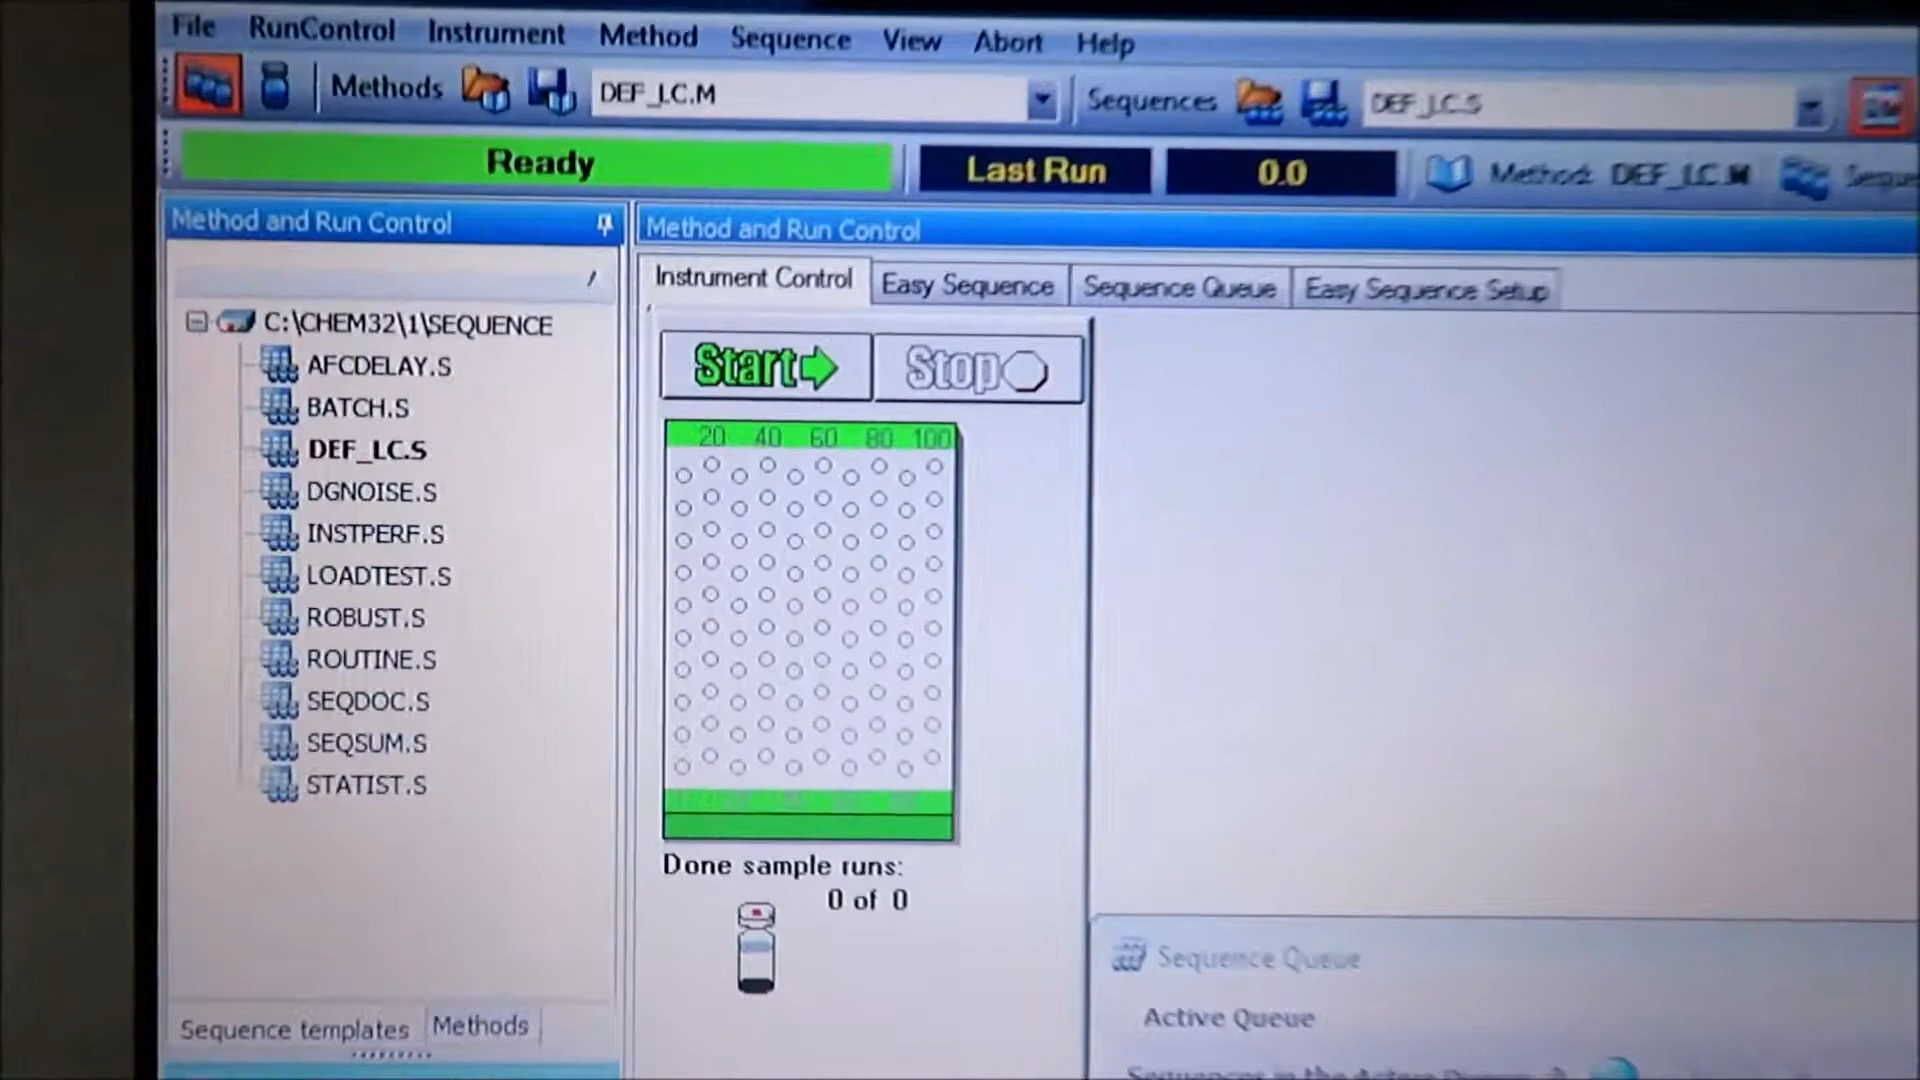 File RunControl Instrument Method Sequence View Abort Help
Methods DEF_LC.M Sequences DEF_LC.S
Ready Last Run 0.0 Method: DEF_LC.M
Method and Run Control
Method and Run Control
Instrument Control Easy Sequence Sequence Queue Easy Sequence Setup
C:\CHEM32\1\SEQUENCE
AFCDELAY.S
BATCH.S
DEF_LC.S
DGNOISE.S
INSTPERF.S
LOADTEST.S
ROBUST.S
ROUTINE.S
SEQDOC.S
SEQSUM.S
STATIST.S
Sequence templates Methods
Start Stop
20 40 60 80 100
Done sample runs:
0 of 0
Sequence Queue
Active Queue